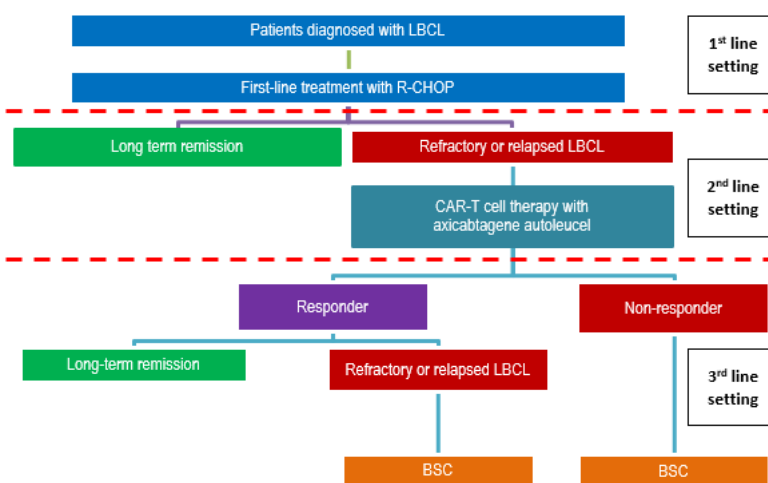 Patients diagnosed with LBCL
1st line
setting
First-line treatment with R-CHOP
Long term remission
Refractory or relapsed LBCL
2nd line
setting
CAR-T cell therapy with
axicabtagene autoleucel
Responder
Non-responder
Long-term remission
Refractory or relapsed LBCL
3rd line
setting
BSC
BSC